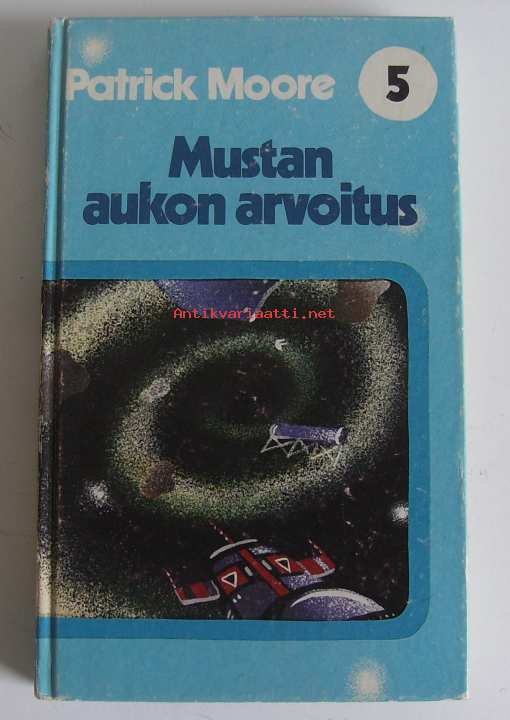 Patrick Moore 5
Mustan
aukon arvoitus
Antikvariaatti.net